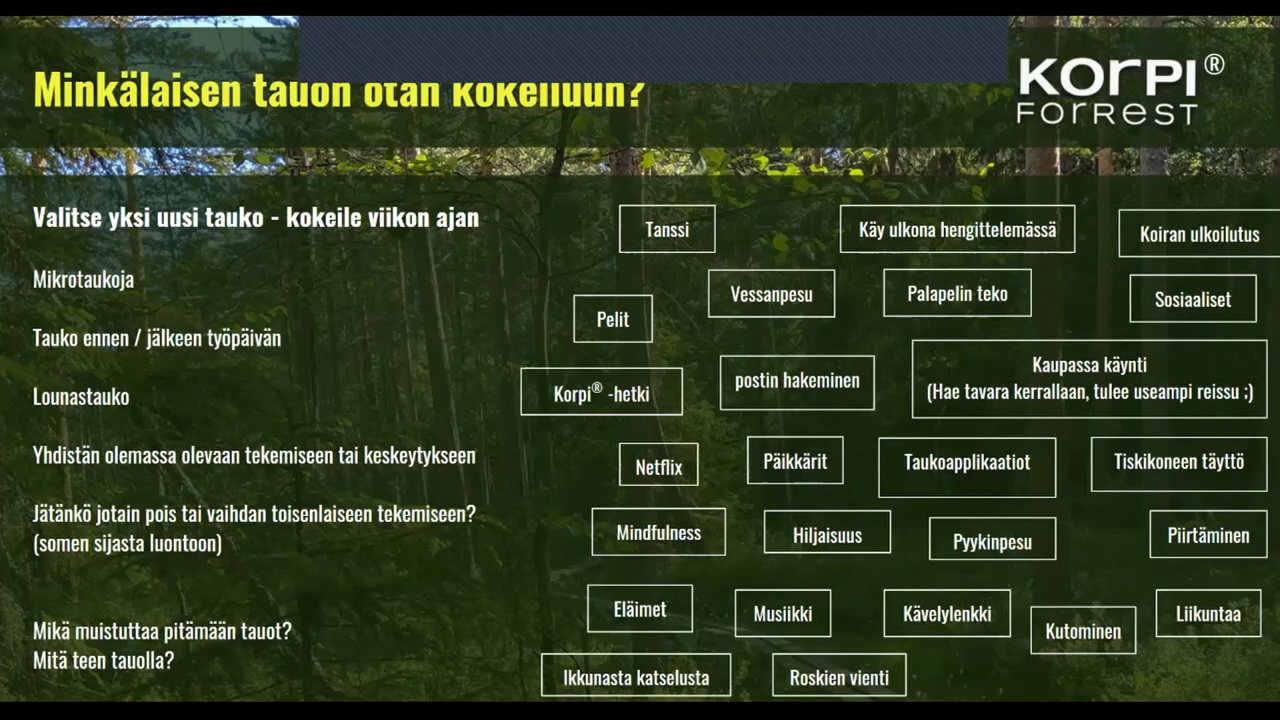 Minkälaisen tauon otan kokeiluun?
KORPI®
FORREST
Valitse yksi uusi tauko - kokeile viikon ajan
Mikrotaukoja
Tauko ennen / jälkeen työpäivän
Lounastauko
Yhdistän olemassa olevaan tekemiseen tai keskeytykseen
Jätänkö jotain pois tai vaihdan toisenlaiseen tekemiseen?
(somen sijasta luontoon)
Mikä muistuttaa pitämään tauot?
Mitä teen tauolla?
Tanssi
Käy ulkona hengittelemässä
Koiran ulkoilutus
Vessanpesu
Palapelin teko
Sosiaaliset
Pelit
Korpi® -hetki
postin hakeminen
Kaupassa käynti
(Hae tavara kerrallaan, tulee useampi reissu ;)
Netflix
Päikkärit
Taukoapplikaatiot
Tiskikoneen täyttö
Mindfulness
Hiljaisuus
Pyykinpesu
Piirtäminen
Eläimet
Musiikki
Kävelylenkki
Kutominen
Liikuntaa
Ikkunasta katselusta
Roskien vienti